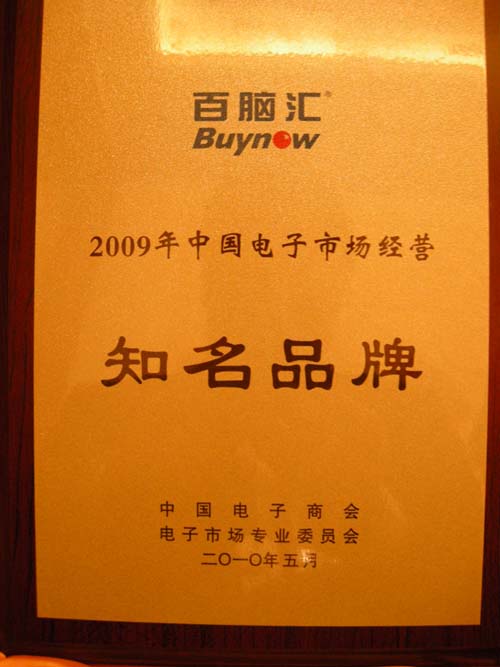 百脑汇®
Buynow
2009年中国电子市场经营
知名品牌
中国电子商会
电子市场专业委员会
二〇一〇年五月